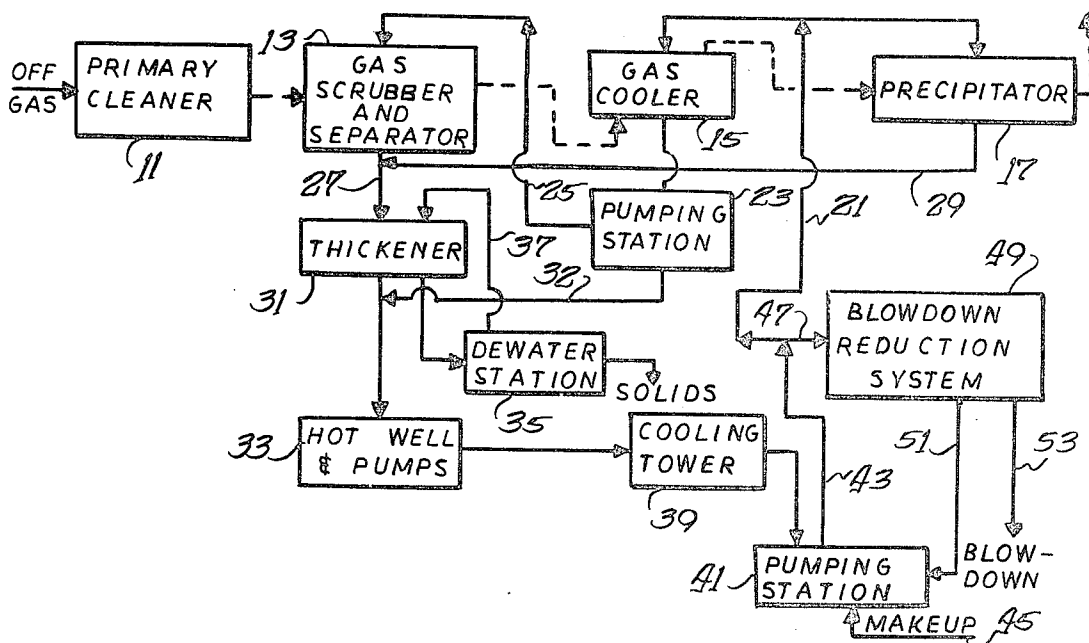 OFF
GAS
PRIMARY
CLEANER
11
13
GAS
SCRUBBER
AND
SEPARATOR
GAS
COOLER
15
PRECIPITATOR
17
27
25
23
21
29
THICKENER
31
37
PUMPING
STATION
32
47
49
BLOWDOWN
REDUCTION
SYSTEM
DEWATER
STATION
35
SOLIDS
33
HOT WELL
& PUMPS
COOLING
TOWER
39
43
51
53
41
PUMPING
STATION
BLOW-
DOWN
MAKEUP
45